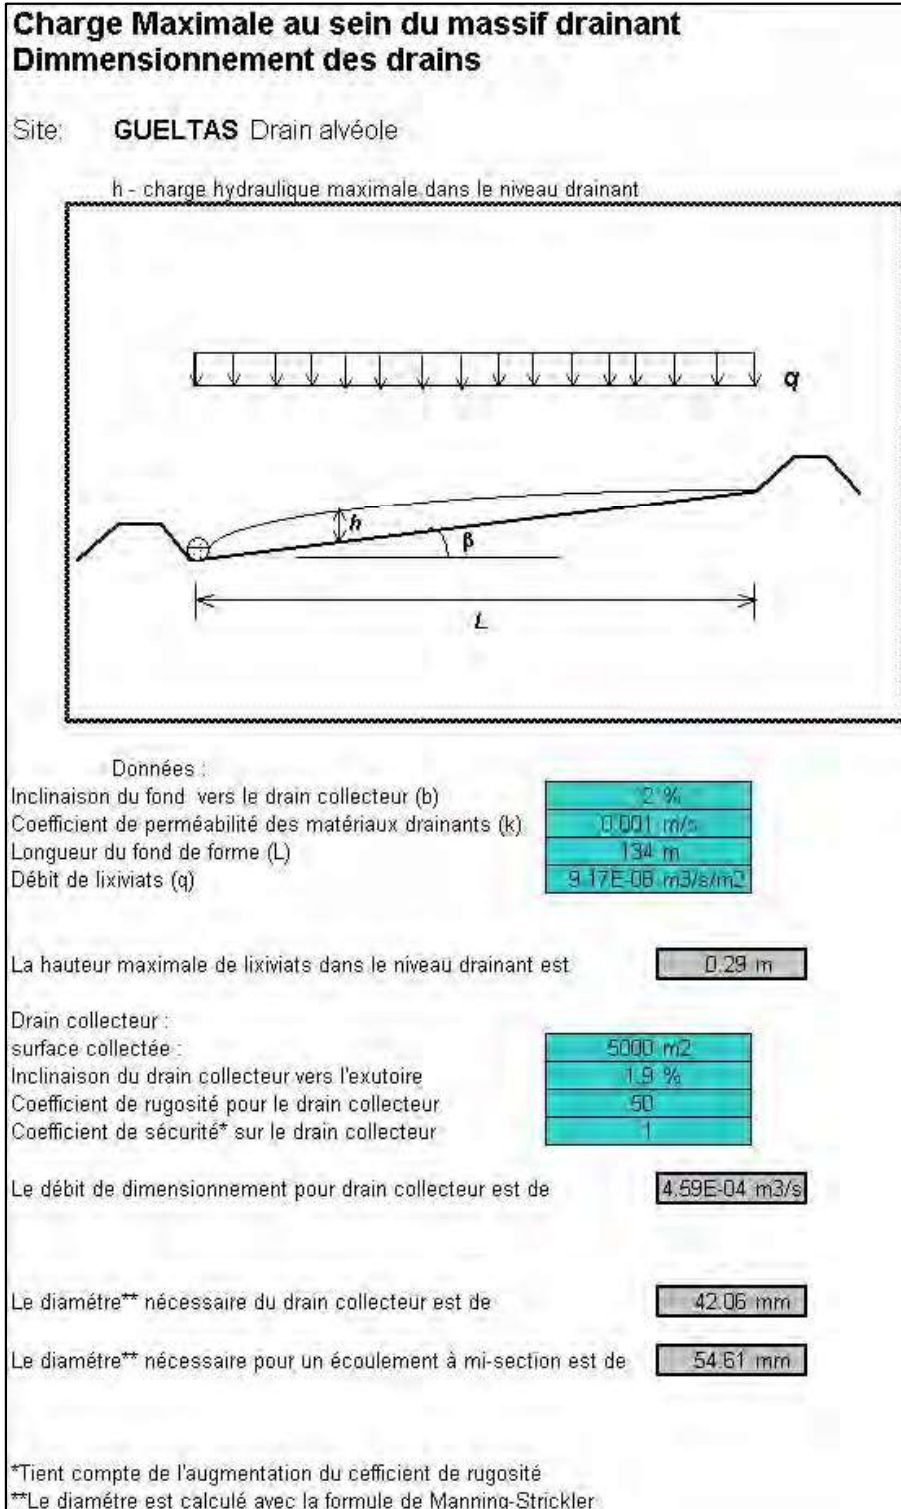 Charge Maximale au sein du massif drainant
Dimmensionnement des drains
Site: GUELTAS Drain alvéole
h - charge hydraulique maximale dans le niveau drainant
q
h
β
L
Données :
Inclinaison du fond vers le drain collecteur (b) 2 %
Coefficient de perméabilité des matériaux drainants (k) 0.001 m/s
Longueur du fond de forme (L) 134 m
Débit de lixiviats (q) 9.17E-08 m3/s/m2
La hauteur maximale de lixiviats dans le niveau drainant est 0.29 m
Drain collecteur :
surface collectée : 5000 m2
Inclinaison du drain collecteur vers l'exutoire 1.9 %
Coefficient de rugosité pour le drain collecteur 50
Coefficient de sécurité* sur le drain collecteur 1
Le débit de dimensionnement pour drain collecteur est de 4.59E-04 m3/s
Le diamétre** nécessaire du drain collecteur est de 42.06 mm
Le diamétre** nécessaire pour un écoulement à mi-section est de 54.61 mm
*Tient compte de l'augmentation du cefficient de rugosité
**Le diamétre est calculé avec la formule de Manning-Strickler